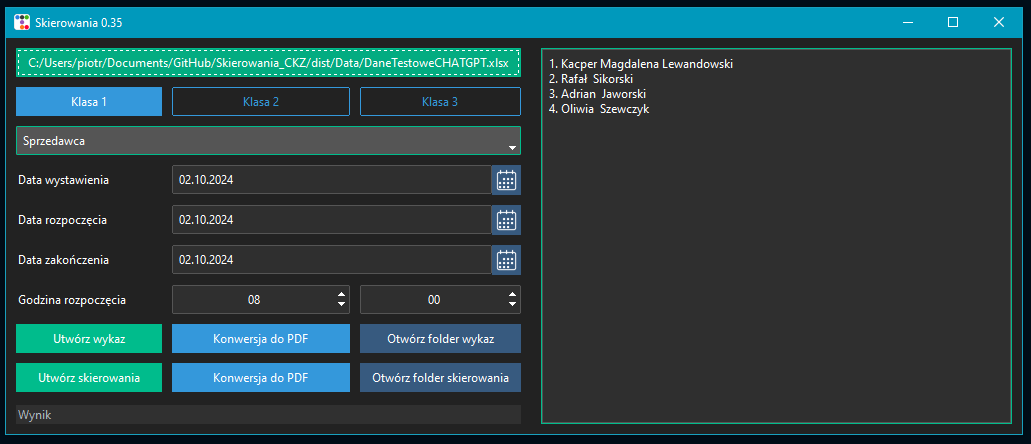 Skierowania 0.35
C:/Users/piotr/Documents/GitHub/Skierowania_CKZ/dist/Data/DaneTestoweCHATGPT.xlsx
Klasa 1
Klasa 2
Klasa 3
Sprzedawca
Data wystawienia
02.10.2024
Data rozpoczęcia
02.10.2024
Data zakończenia
02.10.2024
Godzina rozpoczęcia
08
00
Utwórz wykaz
Konwersja do PDF
Otwórz folder wykaz
Utwórz skierowania
Konwersja do PDF
Otwórz folder skierowania
Wynik
1. Kacper Magdalena Lewandowski
2. Rafał  Sikorski
3. Adrian  Jaworski
4. Oliwia  Szewczyk